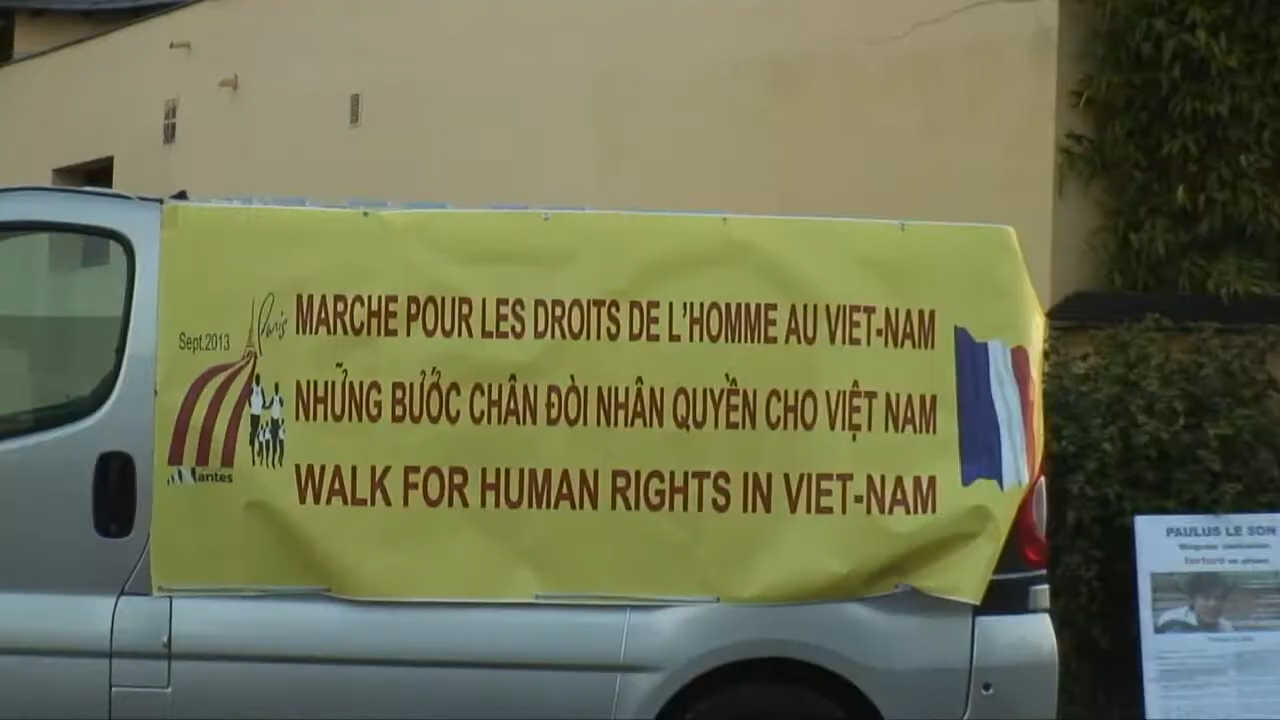 Paris
Sept.2013
MARCHE POUR LES DROITS DE L'HOMME AU VIET-NAM
NHỮNG BƯỚC CHÂN ĐÒI NHÂN QUYỀN CHO VIỆT NAM
WALK FOR HUMAN RIGHTS IN VIET-NAM
Nantes
PAULUS LE SON